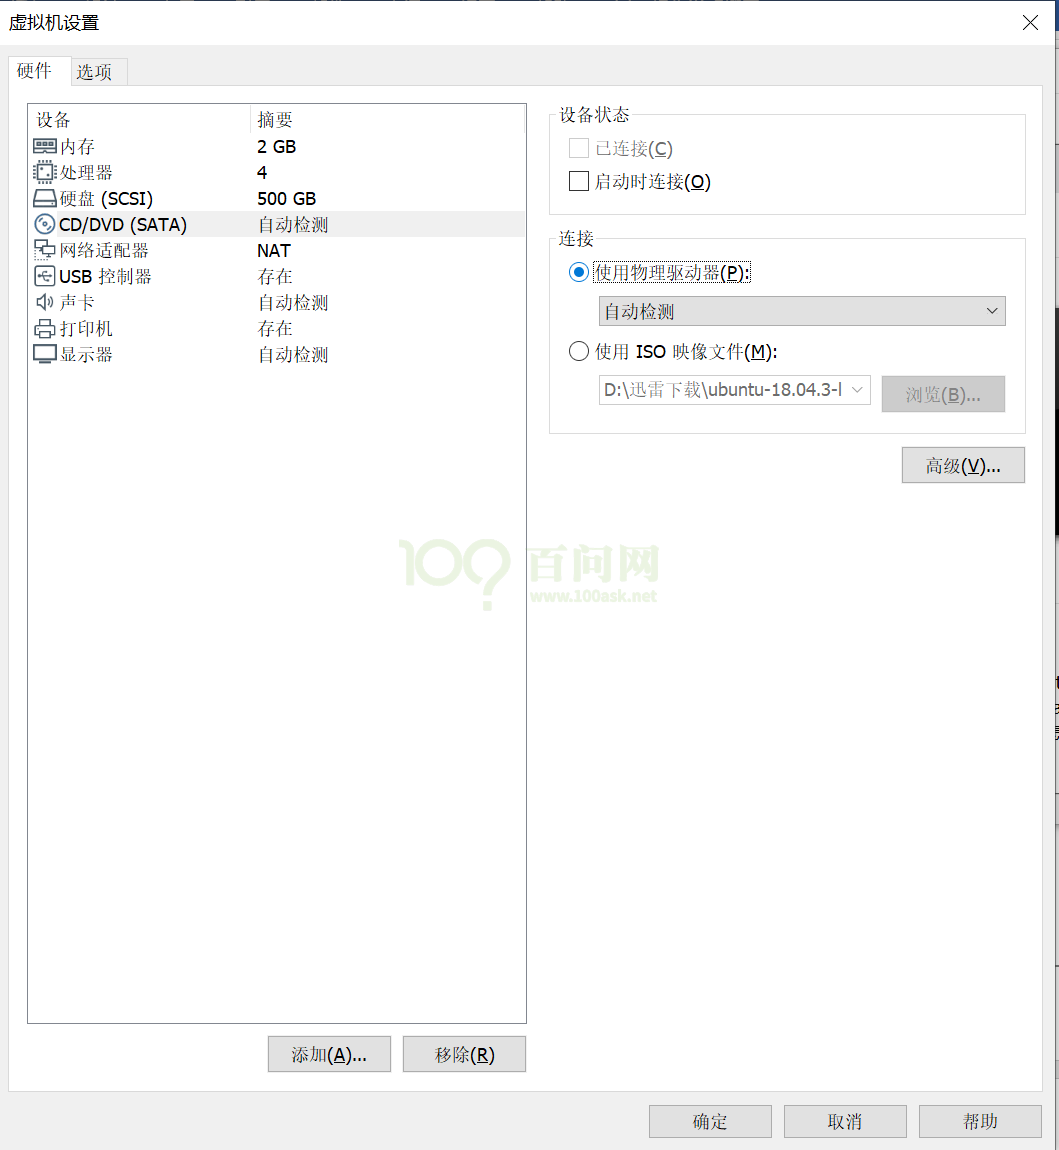 虚拟机设置
硬件 选项
设备 摘要
内存 2 GB
处理器 4
硬盘 (SCSI) 500 GB
CD/DVD (SATA) 自动检测
网络适配器 NAT
USB 控制器 存在
声卡 自动检测
打印机 存在
显示器 自动检测
添加(A)... 移除(R)
设备状态
已连接(C)
启动时连接(O)
连接
使用物理驱动器(P):
自动检测
使用 ISO 映像文件(M):
D:\迅雷下载\ubuntu-18.04.3-l
浏览(B)...
高级(V)...
100?
百问网
www.100ask.net
确定 取消 帮助